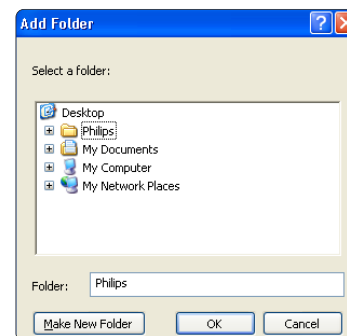 Add Folder
Select a folder:
Desktop
Philips
My Documents
My Computer
My Network Places
Folder: Philips
Make New Folder OK Cancel